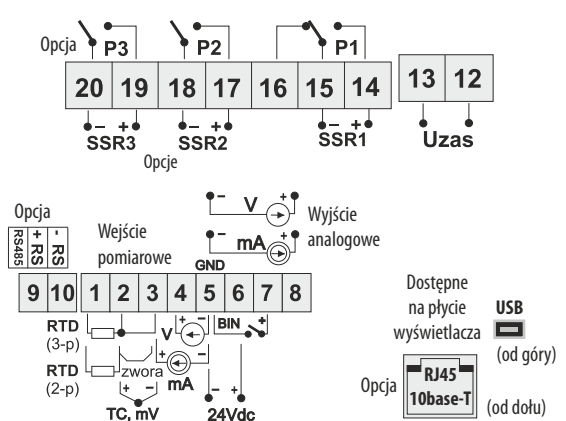 Opcja P3 P2 P1
20 19 18 17 16 15 14 13 12
- + - + - +
SSR3 SSR2 SSR1 Uzas
Opcje
- V +
Wyjście
analogowe
- mA +
Opcja
RS485
+ RS
- RS
Wejście
pomiarowe
GND
9 10 1 2 3 4 5 6 7 8
RTD
(3-p)
+ V -
BIN +
RTD
(2-p)
zwora
+ mA -
+ -
TC, mV
- +
24Vdc
Dostępne
na płycie
wyświetlacza
USB
(od góry)
Opcja
RJ45
10base-T
(od dołu)